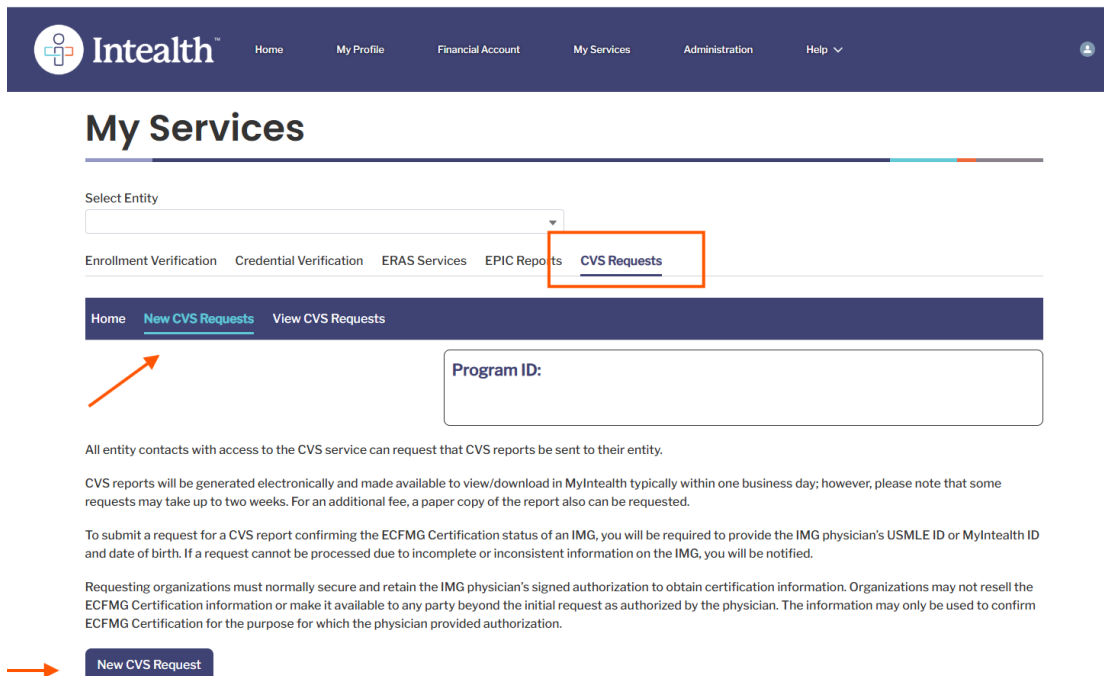 Intealth™
Home My Profile Financial Account My Services Administration Help
My Services
Select Entity
Enrollment Verification Credential Verification ERAS Services EPIC Reports CVS Requests
Home New CVS Requests View CVS Requests
Program ID:
All entity contacts with access to the CVS service can request that CVS reports be sent to their entity.
CVS reports will be generated electronically and made available to view/download in MyIntealth typically within one business day; however, please note that some
requests may take up to two weeks. For an additional fee, a paper copy of the report also can be requested.
To submit a request for a CVS report confirming the ECFMG Certification status of an IMG, you will be required to provide the IMG physician's USMLE ID or MyIntealth ID
and date of birth. If a request cannot be processed due to incomplete or inconsistent information on the IMG, you will be notified.
Requesting organizations must normally secure and retain the IMG physician's signed authorization to obtain certification information. Organizations may not resell the
ECFMG Certification information or make it available to any party beyond the initial request as authorized by the physician. The information may only be used to confirm
ECFMG Certification for the purpose for which the physician provided authorization.
New CVS Request